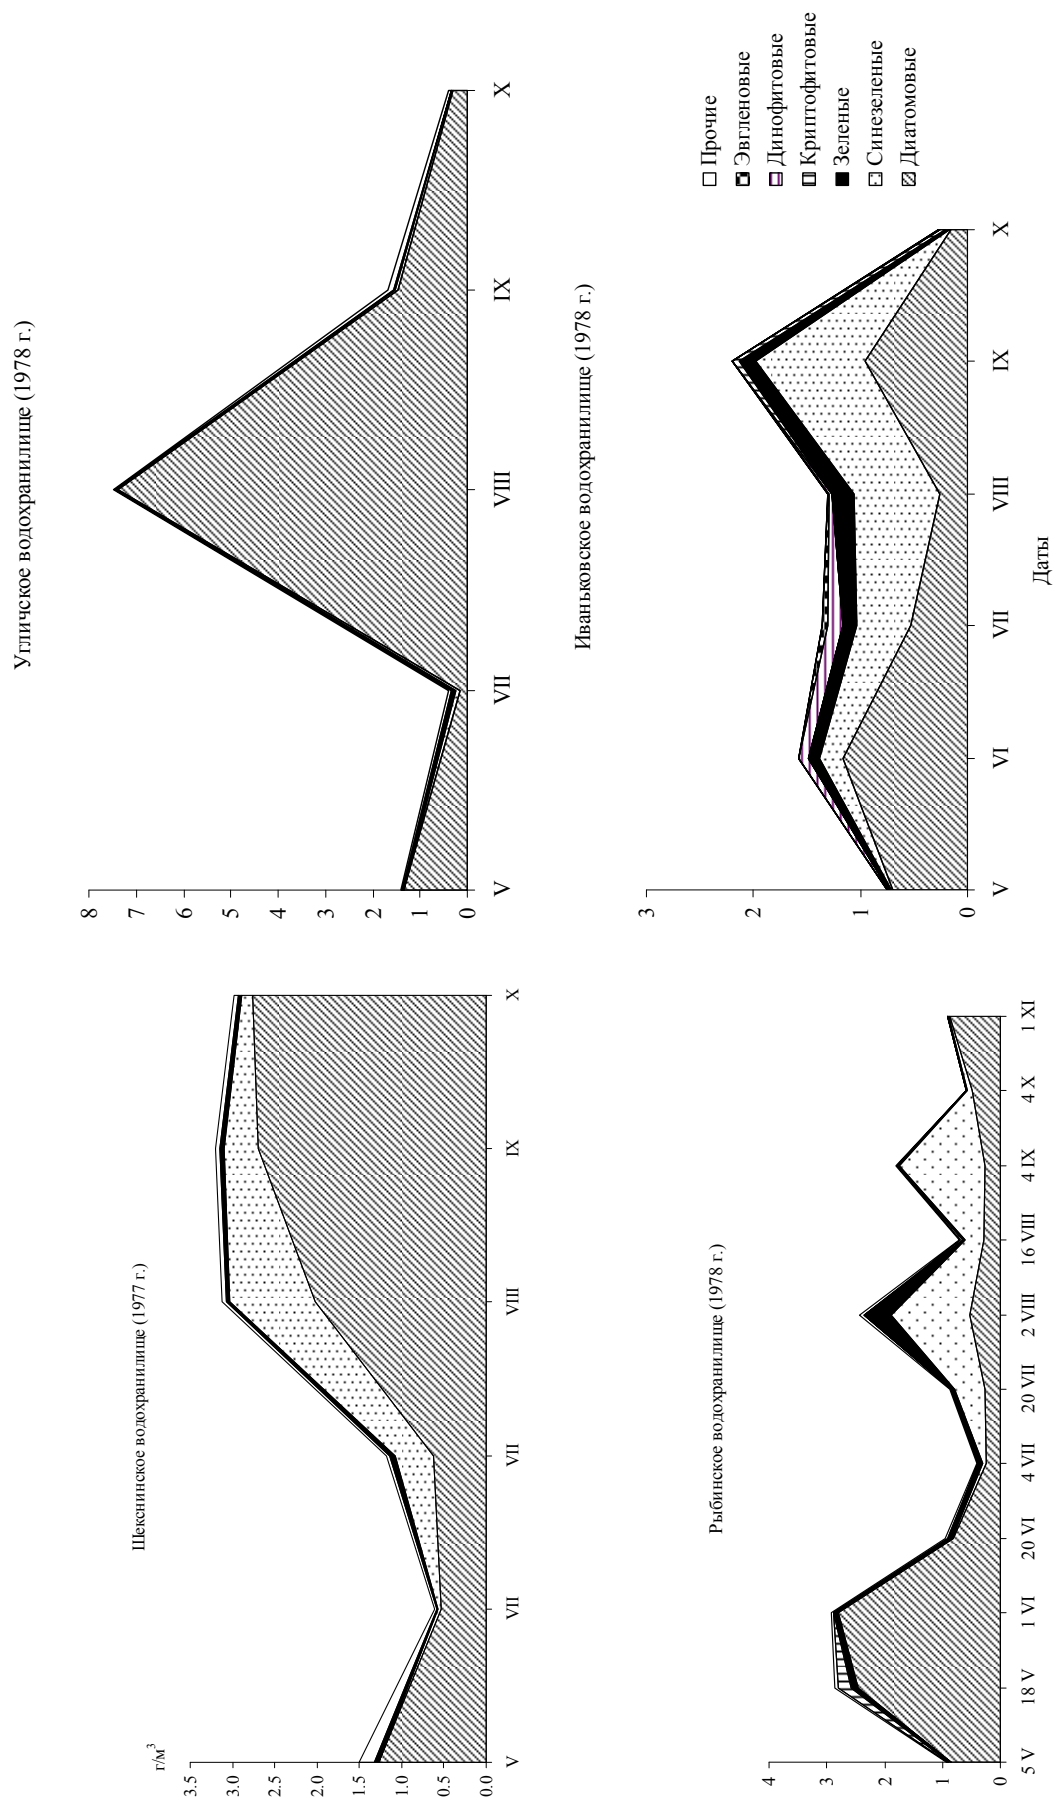 Шекснинское водохранилище (1977 г.)
г/м³
3.5
3.0
2.5
2.0
1.5
1.0
0.5
0.0
V VII VII VIII IX X
Угличское водохранилище (1978 г.)
8
7
6
5
4
3
2
1
0
V VII VIII IX X
Рыбинское водохранилище (1978 г.)
4
3
2
1
0
5 V 18 V 1 VI 20 VI 4 VII 20 VII 2 VIII 16 VIII 4 IX 4 X 1 XI
Иваньковское водохранилище (1978 г.)
3
2
1
0
V VI VII VIII IX X
Даты
Прочие
Эвгленовые
Динофитовые
Криптофитовые
Зеленые
Синезеленые
Диатомовые